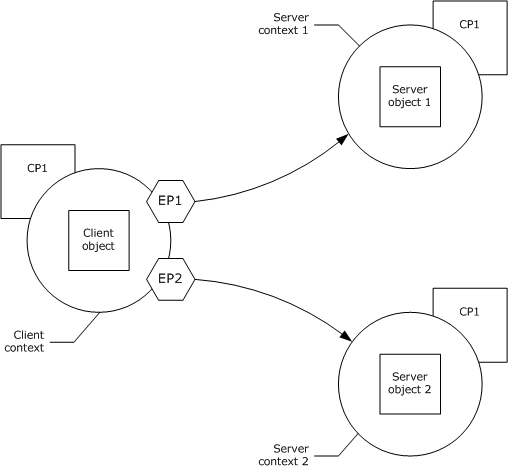 Server
context 1
CP1
Server
object 1
CP1
EP1
Client
object
EP2
Client
context
CP1
Server
object 2
Server
context 2